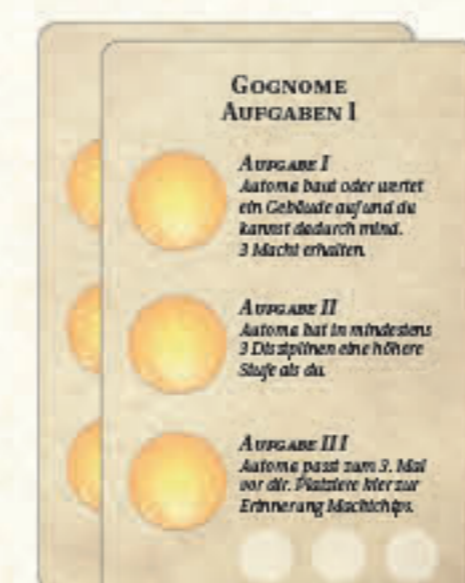 GOGNOME
AUFGABEN I
AUFGABE I
Automa baut oder wertet
ein Gebäude auf und du
kannst dadurch mind.
3 Macht erhalten.
AUFGABE II
Automa hat in mindestens
3 Disziplinen eine höhere
Stufe als du.
AUFGABE III
Automa passt zum 3. Mal
vor dir. Platziere hier zur
Erinnerung Machtchips.